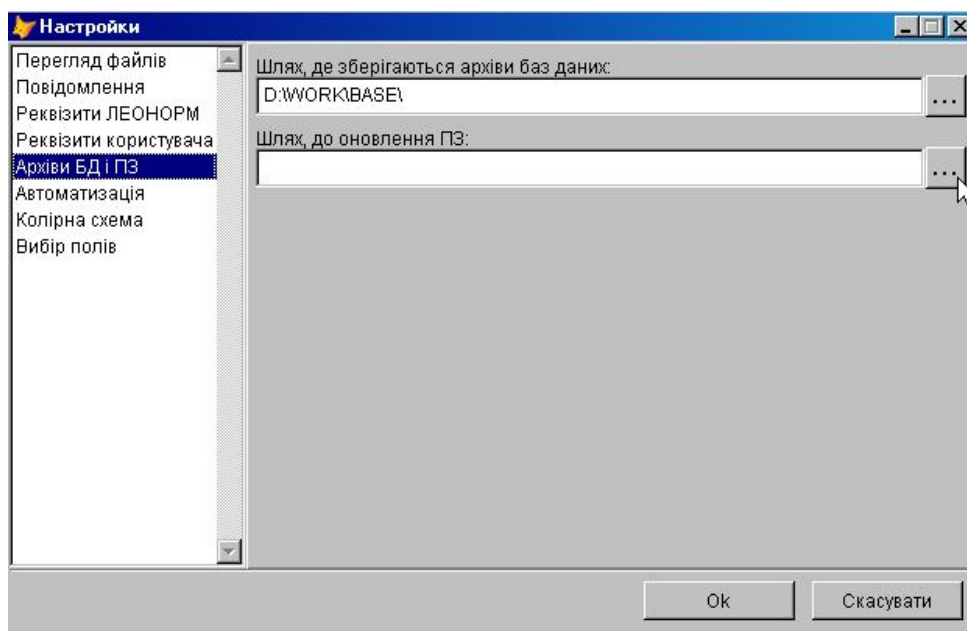 Настройки
Перегляд файлів
Повідомлення
Реквізити ЛЕОНОРМ
Реквізити користувача
Архіви БД і ПЗ
Автоматизація
Колірна схема
Вибір полів
Шлях, де зберігаються архіви баз даних:
D:\WORK\BASE\
...
Шлях, до оновлення ПЗ:
...
Ok
Скасувати